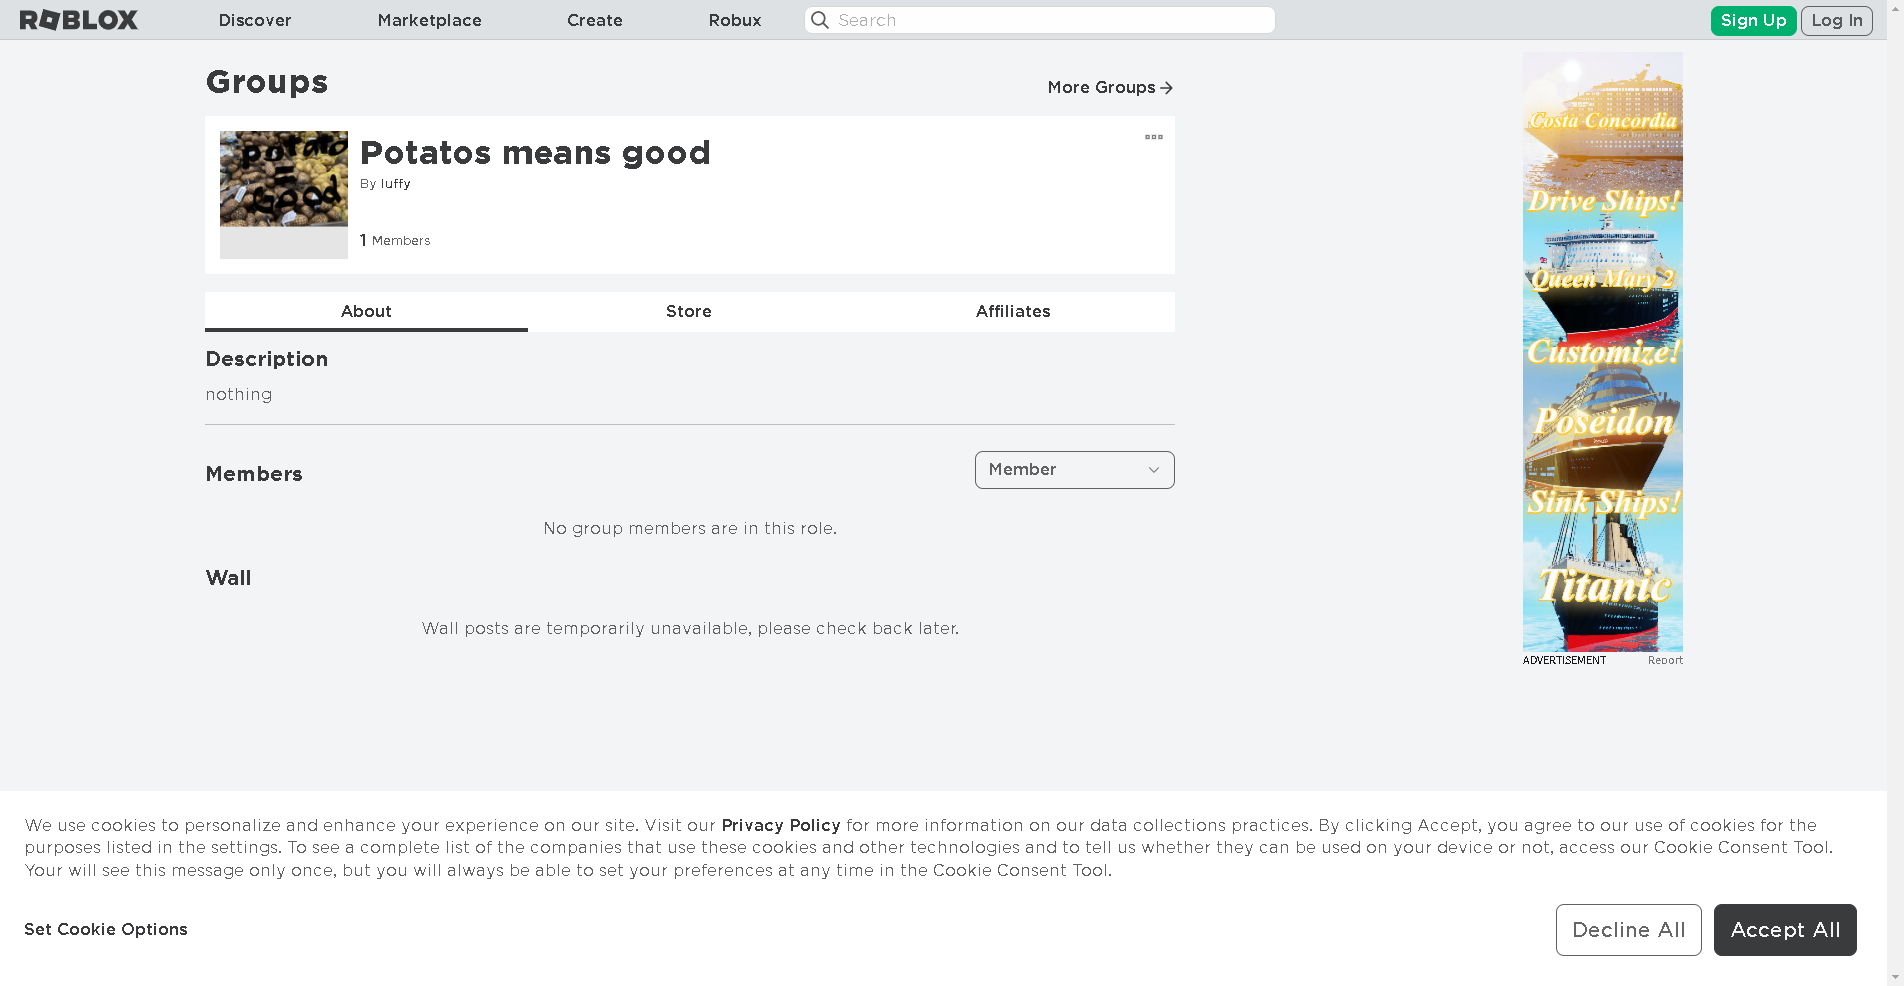 ROBLOX
Discover
Marketplace
Create
Robux
Search
Sign Up
Log In
Groups
More Groups
Potato
=
Good
Potatos means good
By luffy
1 Members
About
Store
Affiliates
Description
nothing
Members
Member
No group members are in this role.
Wall
Wall posts are temporarily unavailable, please check back later.
Costa Concordia
Drive Ships!
Queen Mary 2
Customize!
Poseidon
Sink Ships!
Titanic
ADVERTISEMENT
Report
We use cookies to personalize and enhance your experience on our site. Visit our Privacy Policy for more information on our data collections practices. By clicking Accept, you agree to our use of cookies for the
purposes listed in the settings. To see a complete list of the companies that use these cookies and other technologies and to tell us whether they can be used on your device or not, access our Cookie Consent Tool.
Your will see this message only once, but you will always be able to set your preferences at any time in the Cookie Consent Tool.
Set Cookie Options
Decline All
Accept All